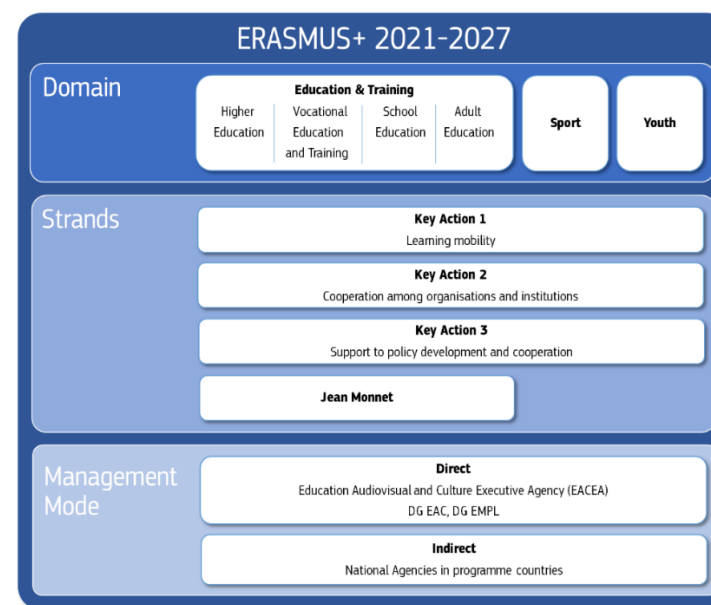 ERASMUS+ 2021-2027
Domain
Education & Training
Higher
Education
Vocational
Education
and Training
School
Education
Adult
Education
Sport
Youth
Strands
Key Action 1
Learning mobility
Key Action 2
Cooperation among organisations and institutions
Key Action 3
Support to policy development and cooperation
Jean Monnet
Management
Mode
Direct
Education Audiovisual and Culture Executive Agency (EACEA)
DG EAC, DG EMPL
Indirect
National Agencies in programme countries